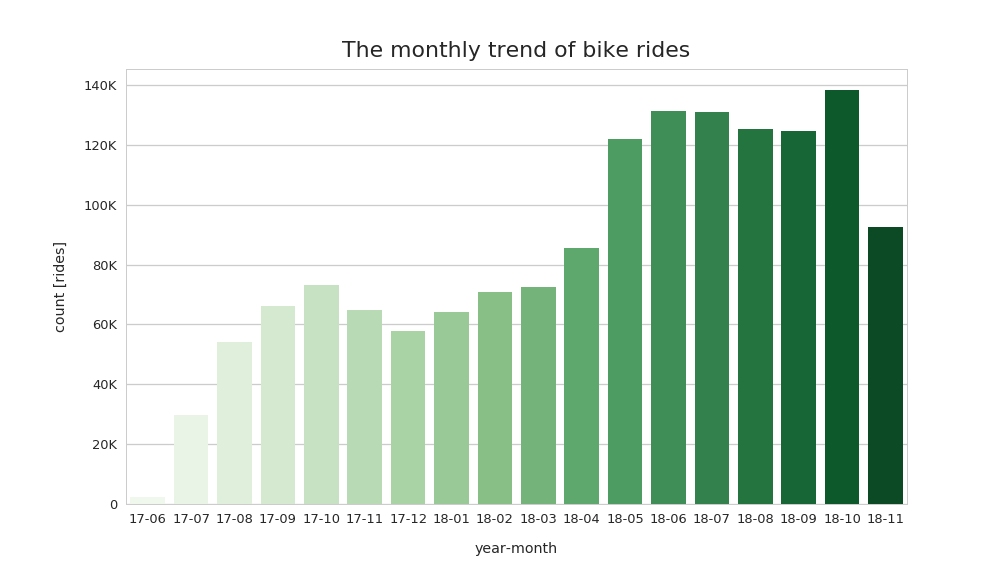 The monthly trend of bike rides
140K
120K
100K
80K
60K
40K
20K
0
count [rides]
17-06 17-07 17-08 17-09 17-10 17-11 17-12 18-01 18-02 18-03 18-04 18-05 18-06 18-07 18-08 18-09 18-10 18-11
year-month